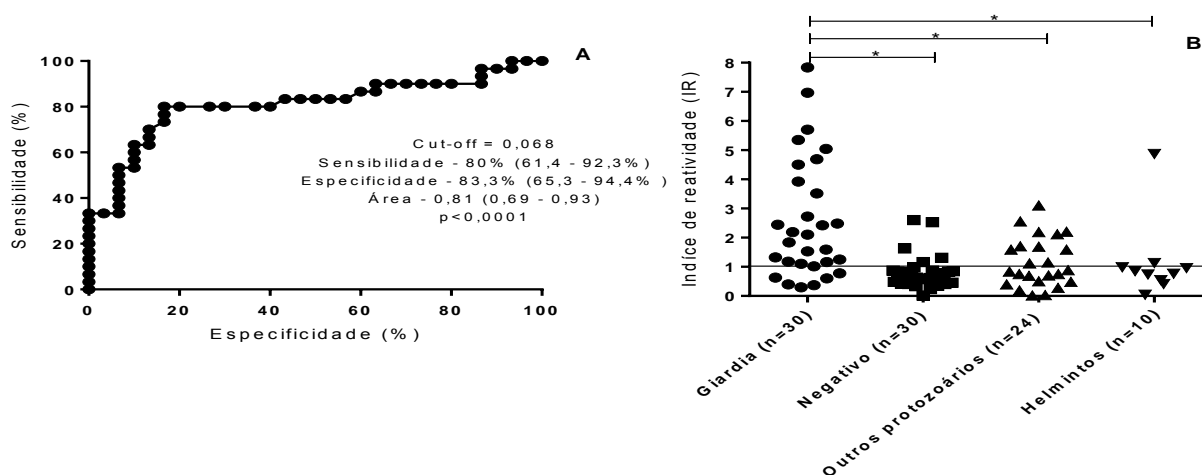 A
Sensibilidade (%)
100
80
60
40
20
0
Cut-off = 0,068
Sensibilidade - 80% (61,4 - 92,3%)
Especificidade - 83,3% (65,3 - 94,4% )
Área - 0,81 (0,69 - 0,93)
p<0,0001
0 20 40 60 80 100
Especificidade (%)
B
*
*
*
Indíce de reatividade (IR)
8
7
6
5
4
3
2
1
0
Giardia (n=30)
Negativo (n=30)
Outros protozoários (n=24)
Helmintos (n=10)